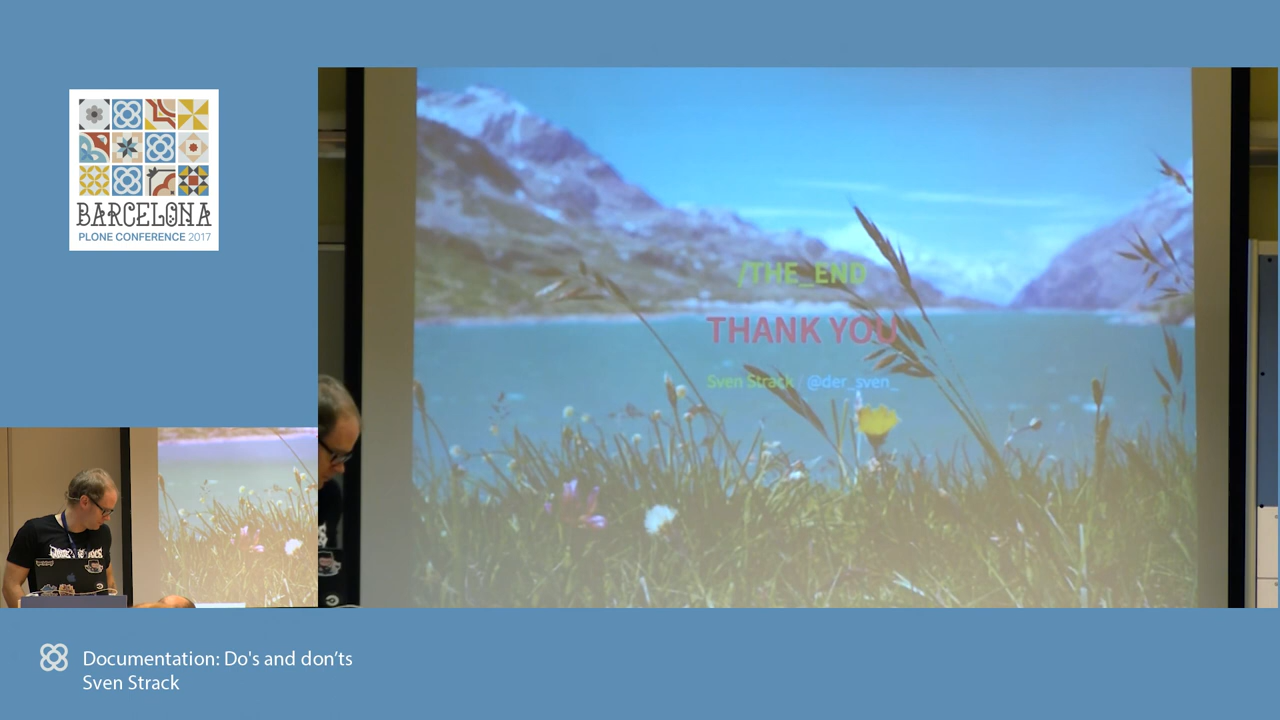 BARCELONA
PLONE CONFERENCE 2017
/THE_END
THANK YOU
Sven Strack / @der_sven_
Documentation: Do's and don’ts
Sven Strack